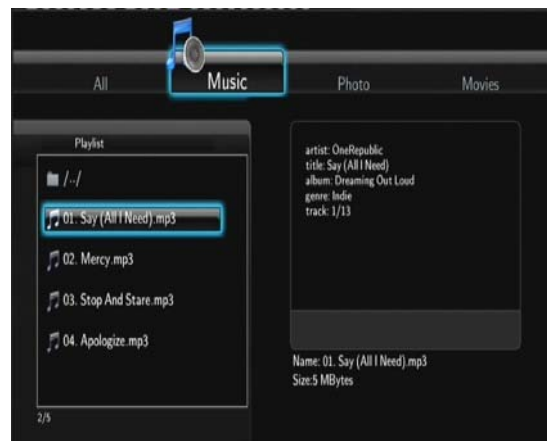 All
Music
Photo
Movies
Playlist
/../
01. Say (All I Need).mp3
02. Mercy.mp3
03. Stop And Stare.mp3
04. Apologize.mp3
2/5
artist: OneRepublic
title: Say (All I Need)
album: Dreaming Out Loud
genre: Indie
track: 1/13
Name: 01. Say (All I Need).mp3
Size:5 MBytes